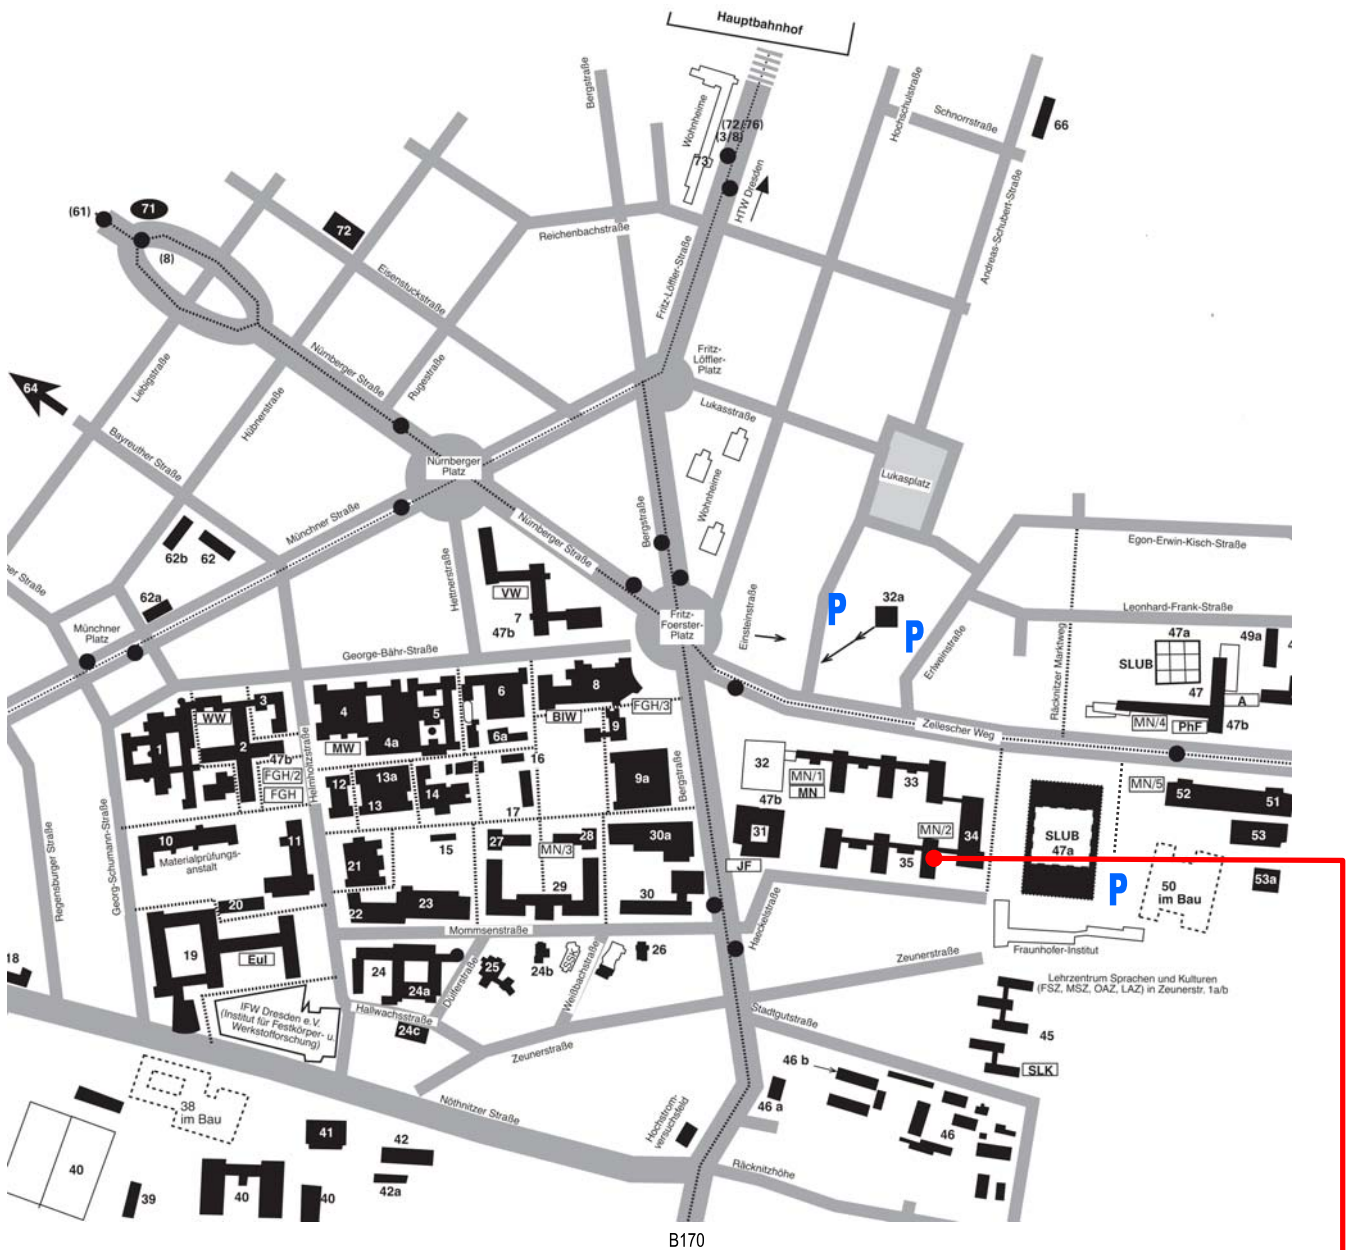 Hauptbahnhof
Bergstraße
Wohnheime
(72/76)
(3/8)
73
HTW Dresden
Hochschulstraße
Schnorrstraße
66
Andreas-Schubert-Straße
(61)
71
(8)
72
Reichenbachstraße
Eisenstuckstraße
Fritz-Löffler-Straße
Liebigstraße
Nürnberger Straße
Rugestraße
Hübnerstraße
Fritz-
Löffler-
Platz
64
Bayreuther Straße
Lukasstraße
Nürnberger
Platz
Lukasplatz
Wohnheime
Münchner Straße
Nürnberger Straße
Bergstraße
62b
62
Hettnerstraße
VW
7
47b
62a
Münchner
Platz
Fritz-
Foerster-
Platz
Einsteinstraße
P
32a
P
Erlweinstraße
Egon-Erwin-Kisch-Straße
Leonhard-Frank-Straße
Räcknitzer Marktweg
47a
49a
SLUB
47
A
MN/4
PhF
47b
George-Bähr-Straße
3
WW
1
2
47b
FGH/2
FGH
4
5
4a
MW
6
6a
8
BIW
9
FGH/3
Zellescher Weg
Helmholtzstraße
12
13a
13
14
16
17
9a
Bergstraße
32
47b
MN/1
MN
33
31
JF
MN/2
34
35
SLUB
47a
MN/5
52
51
53
53a
50
im Bau
P
Regensburger Straße
Georg-Schumann-Straße
10
Materialprüfungs-
anstalt
11
15
21
27
28
MN/3
29
30a
30
20
22
23
Mommsenstraße
Haeckelstraße
19
EuI
18
24
24a
24b
24c
25
SSK
26
Dülferstraße
Weißbachstraße
Hallwachsstraße
Zeunerstraße
Zeunerstraße
Fraunhofer-Institut
Lehrzentrum Sprachen und Kulturen
(FSZ, MSZ, OAZ, LAZ) in Zeunerstr. 1a/b
45
SLK
IFW Dresden e.V.
(Institut für Festkörper- u.
Werkstofforschung)
Stadtgutstraße
46 b
46 a
46
Nöthnitzer Straße
Hochstrom-
versuchsfeld
Räcknitzhöhe
38
im Bau
40
39
40
41
40
42
42a
B170